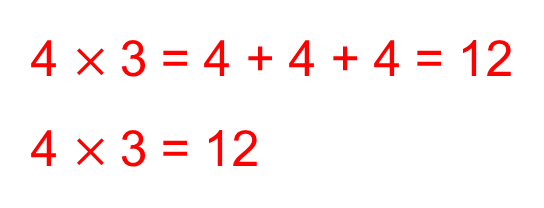 4 × 3 = 4 + 4 + 4 = 12
4 × 3 = 12